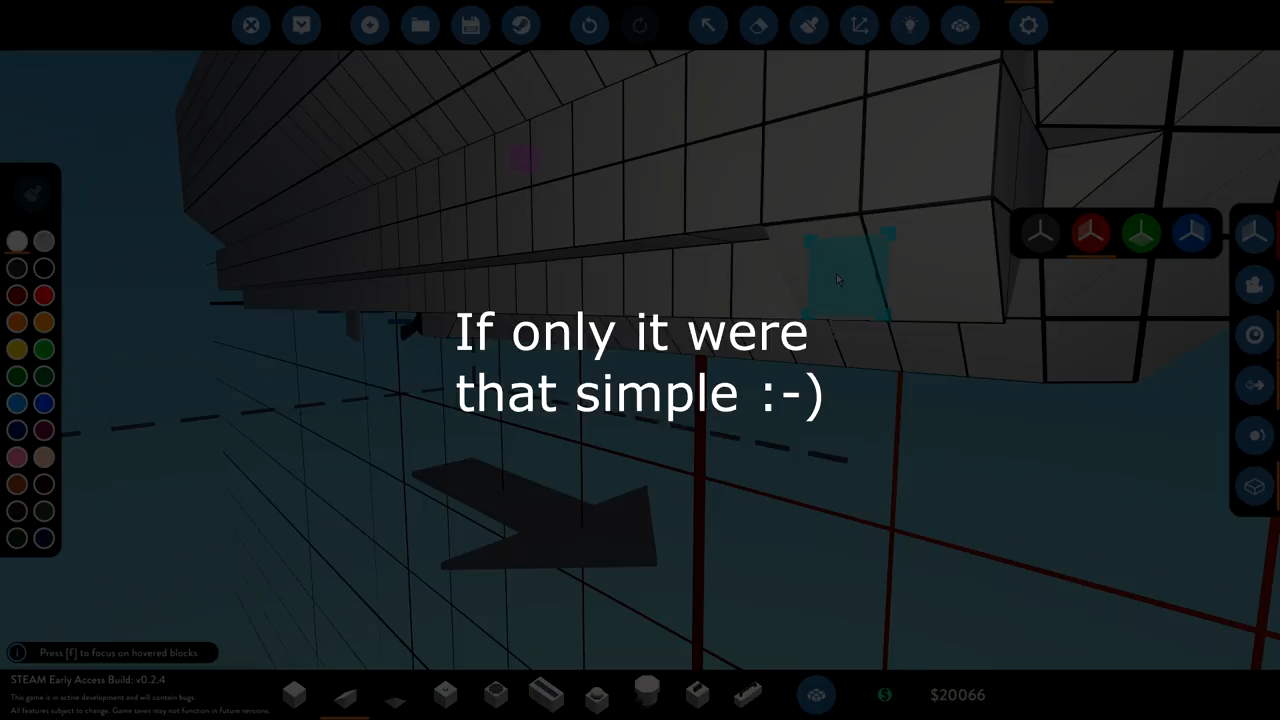 If only it were
that simple :-)
Press [f] to focus on hovered blocks
STEAM Early Access Build: v0.2.4
This game is in active development and will contain bugs.
All features subject to change. Game saves may not function in future versions.
$20066